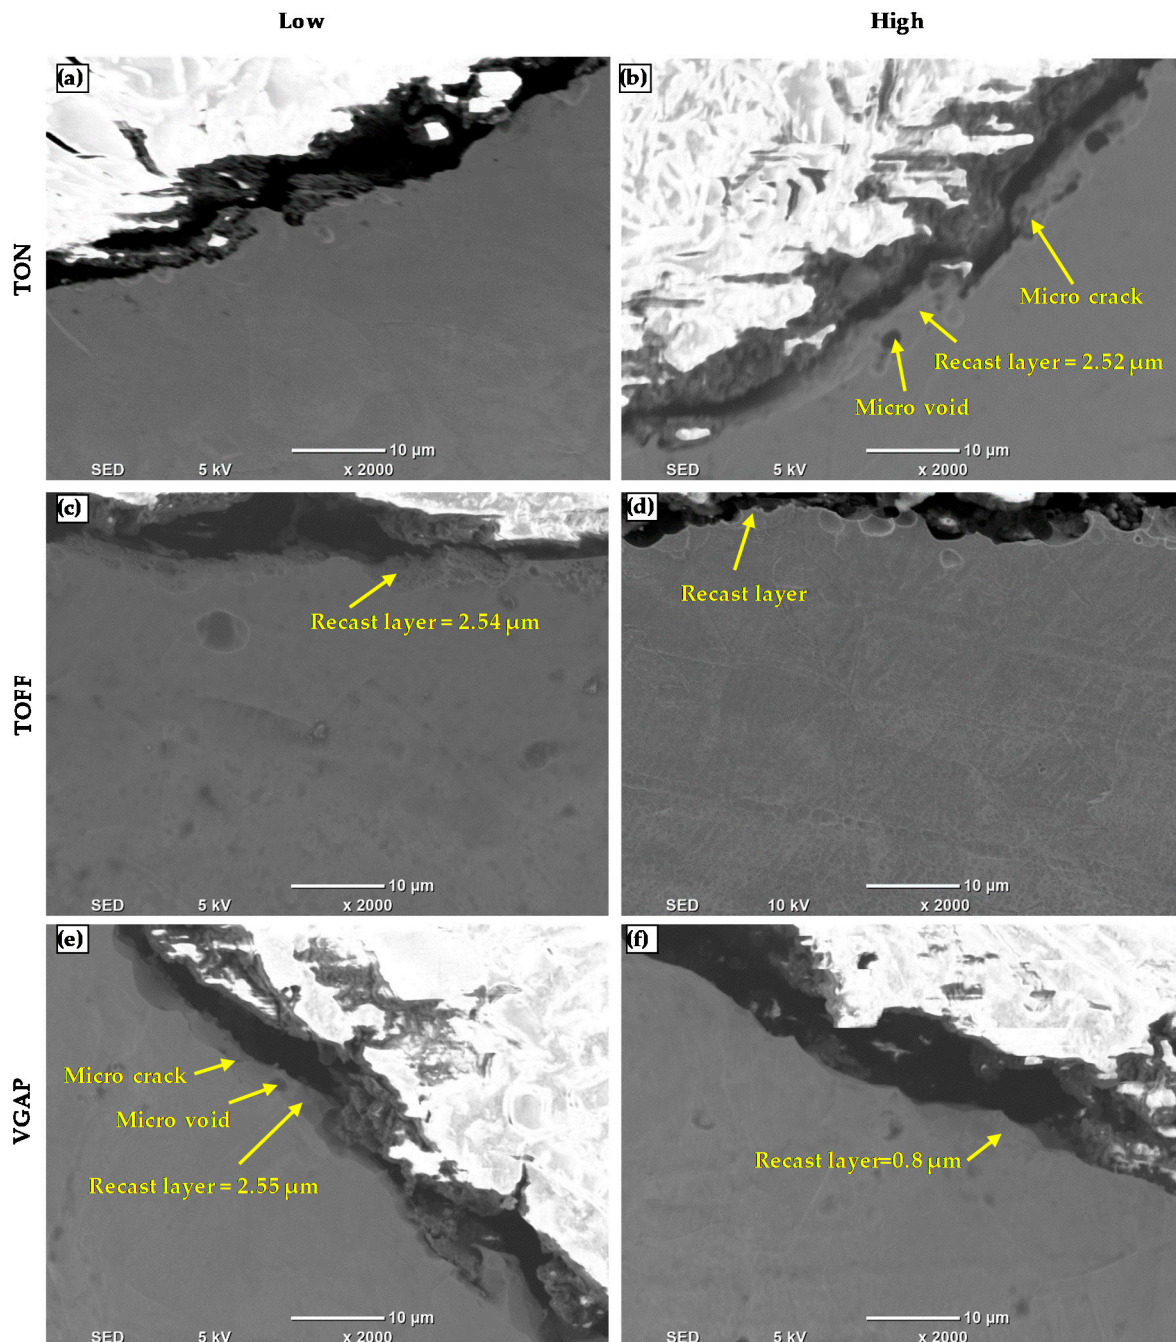 Low
High
TON
(a)
10 µm
SED 5 kV x 2000
(b)
Micro crack
Recast layer = 2.52 µm
Micro void
10 µm
SED 5 kV x 2000
TOFF
(c)
Recast layer = 2.54 µm
10 µm
SED 5 kV x 2000
(d)
Recast layer
10 µm
SED 10 kV x 2000
VGAP
(e)
Micro crack
Micro void
Recast layer = 2.55 µm
10 µm
SED 5 kV x 2000
(f)
Recast layer=0.8 µm
10 µm
SED 5 kV x 2000